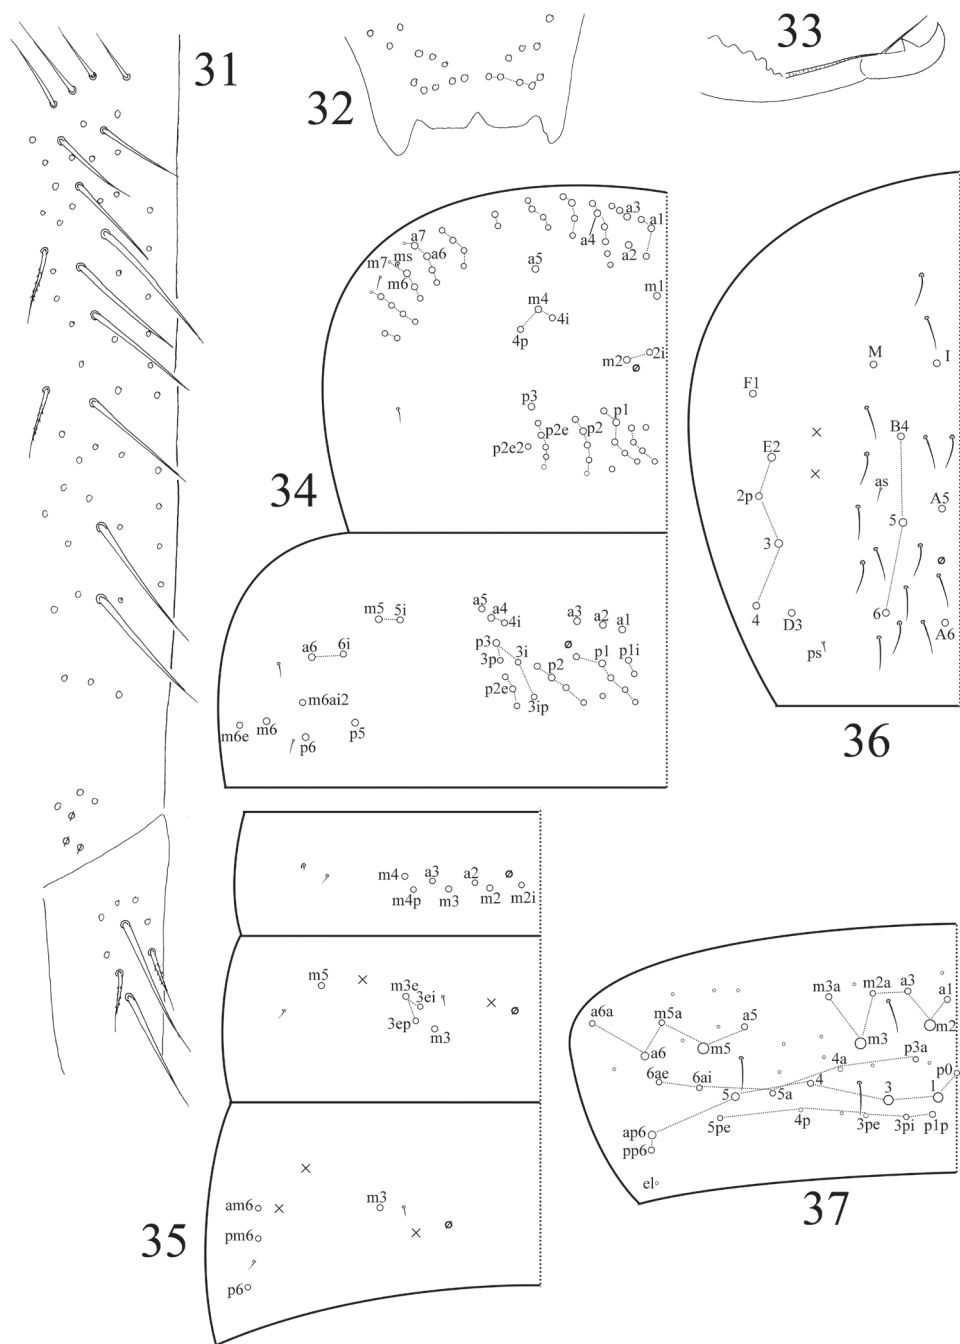 31
32
33
34
a7
a6
ms
m7
m6
a5
m4
4i
4p
a4
a3
a2
a1
m1
m2
2i
ø
p3
p2e
p2e2
p2
p1
m5
5i
a6
6i
m6ai2
m6e
m6
p6
p5
a5
a4
4i
a3
a2
a1
ø
p3
3p
3i
p2e
3ip
p2
p1
p1i
35
m4
m4p
a3
m3
a2
m2
ø
m2i
m5
m3e
3ei
3ep
m3
ø
am6
pm6
p6
m3
ø
36
M
I
F1
E2
2p
3
4
D3
B4
as
5
A5
ø
6
A6
ps
37
a6a
m5a
a5
a6
m5
6ae
6ai
5
5a
4
4a
5pe
4p
ap6
pp6
el
m3a
m2a
a3
a1
m3
m2
p3a
p0
3
1
3pe
3pi
p1p
ø
ø
ø